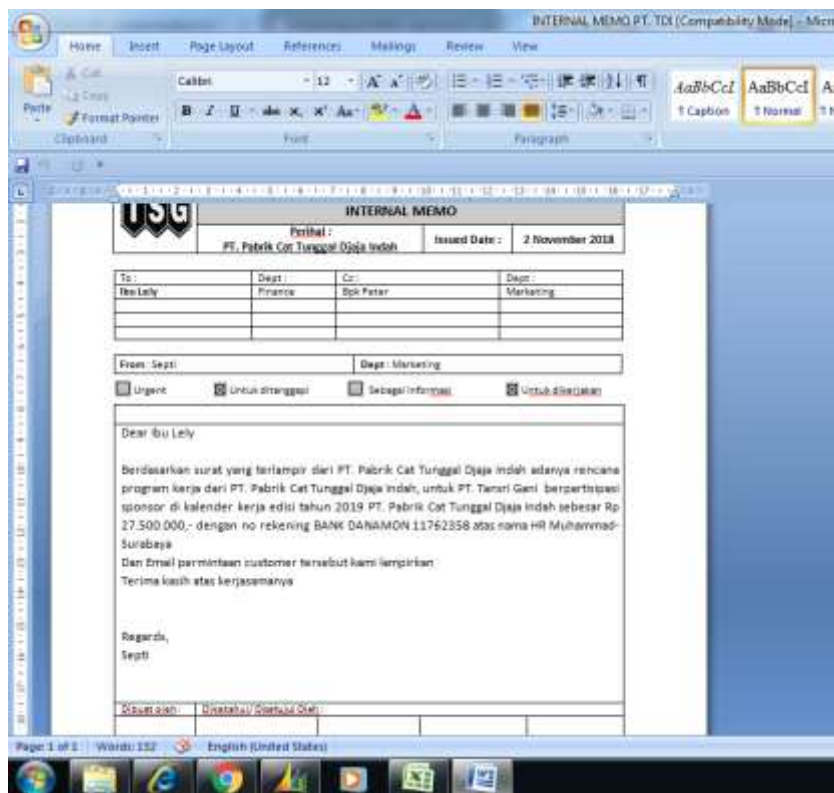 INTERNAL MEMO PT. TDI [Compatibility Mode] - Micr
Home Insert Page Layout References Mailings Review View
Cut
Copy
Paste
Format Painter
Calibri 12
AaBbCcI AaBbCcI
¶ Caption ¶ Normal
Clipboard Font Paragraph
TSG
INTERNAL MEMO
Perihal :
PT. Pabrik Cat Tunggal Djaja Indah
Issued Date : 2 November 2018
To : Dept : Cc : Dept :
Ibu Lely Finance Bpk Peter Marketing
From : Septi Dept : Marketing
Urgent Untuk ditanggapi Sebagai Informasi Untuk dikerjakan
Dear Ibu Lely
Berdasarkan surat yang terlampir dari PT. Pabrik Cat Tunggal Djaja Indah adanya rencana
program kerja dari PT. Pabrik Cat Tunggal Djaja Indah, untuk PT. Tansri Gani berpartisipasi
sponsor di kalender kerja edisi tahun 2019 PT. Pabrik Cat Tunggal Djaja Indah sebesar Rp
27.500.000,- dengan no rekening BANK DANAMON 11762358 atas nama HR Muhammad-
Surabaya
Dan Email permintaan customer tersebut kami lampirkan
Terima kasih atas kerjasamanya
Regards,
Septi
Dibuat oleh : Diketahui/ Disetujui Oleh :
Page: 1 of 1 Words: 152 English (United States)